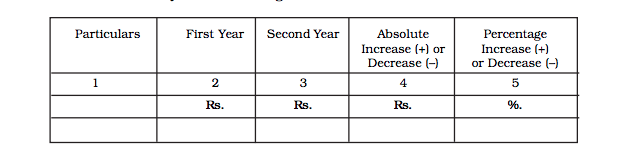 Particulars First Year Second Year Absolute Percentage
Increase (+) or Increase (+)
Decrease (–) or Decrease (–)
1 2 3 4 5
Rs. Rs. Rs. %.